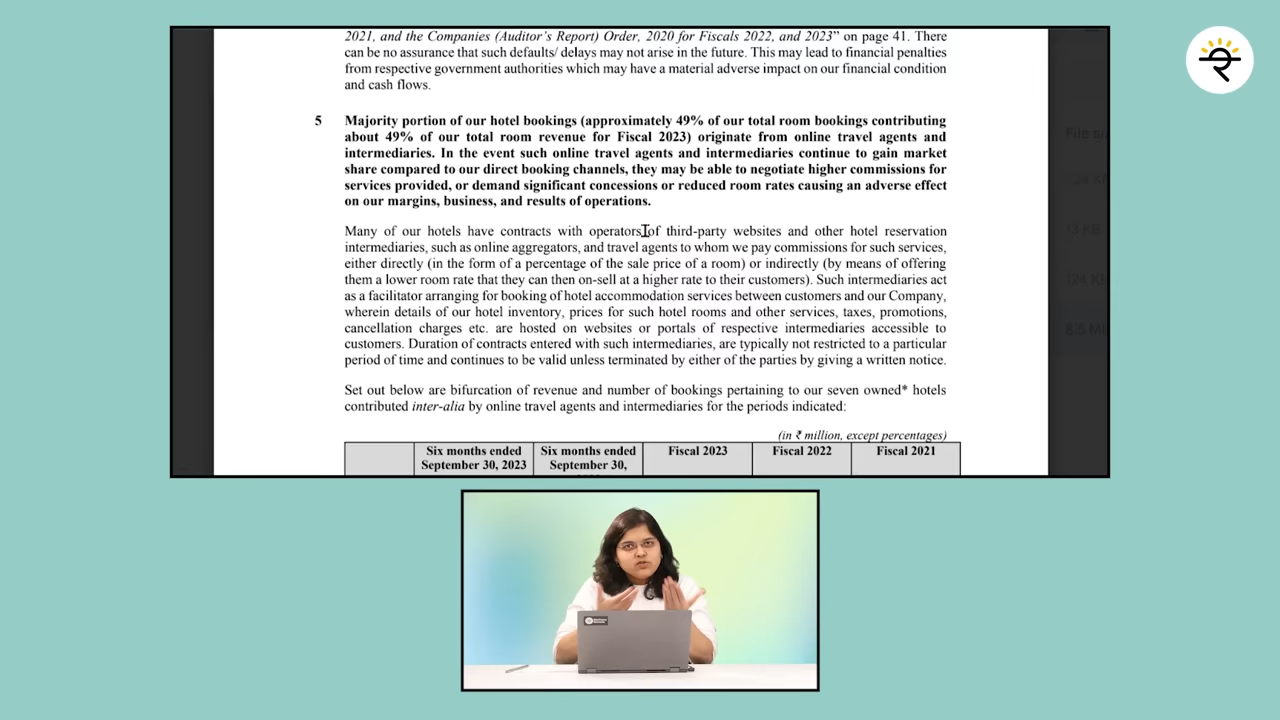 2021, and the Companies (Auditor's Report) Order, 2020 for Fiscals 2022, and 2023” on page 41. There
can be no assurance that such defaults/ delays may not arise in the future. This may lead to financial penalties
from respective government authorities which may have a material adverse impact on our financial condition
and cash flows.
5 Majority portion of our hotel bookings (approximately 49% of our total room bookings contributing
about 49% of our total room revenue for Fiscal 2023) originate from online travel agents and
intermediaries. In the event such online travel agents and intermediaries continue to gain market
share compared to our direct booking channels, they may be able to negotiate higher commissions for
services provided, or demand significant concessions or reduced room rates causing an adverse effect
on our margins, business, and results of operations.
Many of our hotels have contracts with operators of third-party websites and other hotel reservation
intermediaries, such as online aggregators, and travel agents to whom we pay commissions for such services,
either directly (in the form of a percentage of the sale price of a room) or indirectly (by means of offering
them a lower room rate that they can then on-sell at a higher rate to their customers). Such intermediaries act
as a facilitator arranging for booking of hotel accommodation services between customers and our Company,
wherein details of our hotel inventory, prices for such hotel rooms and other services, taxes, promotions,
cancellation charges etc. are hosted on websites or portals of respective intermediaries accessible to
customers. Duration of contracts entered with such intermediaries, are typically not restricted to a particular
period of time and continues to be valid unless terminated by either of the parties by giving a written notice.
Set out below are bifurcation of revenue and number of bookings pertaining to our seven owned* hotels
contributed inter-alia by online travel agents and intermediaries for the periods indicated:
(in ₹ million, except percentages)
Six months ended Six months ended Fiscal 2023 Fiscal 2022 Fiscal 2021
September 30, 2023 September 30,